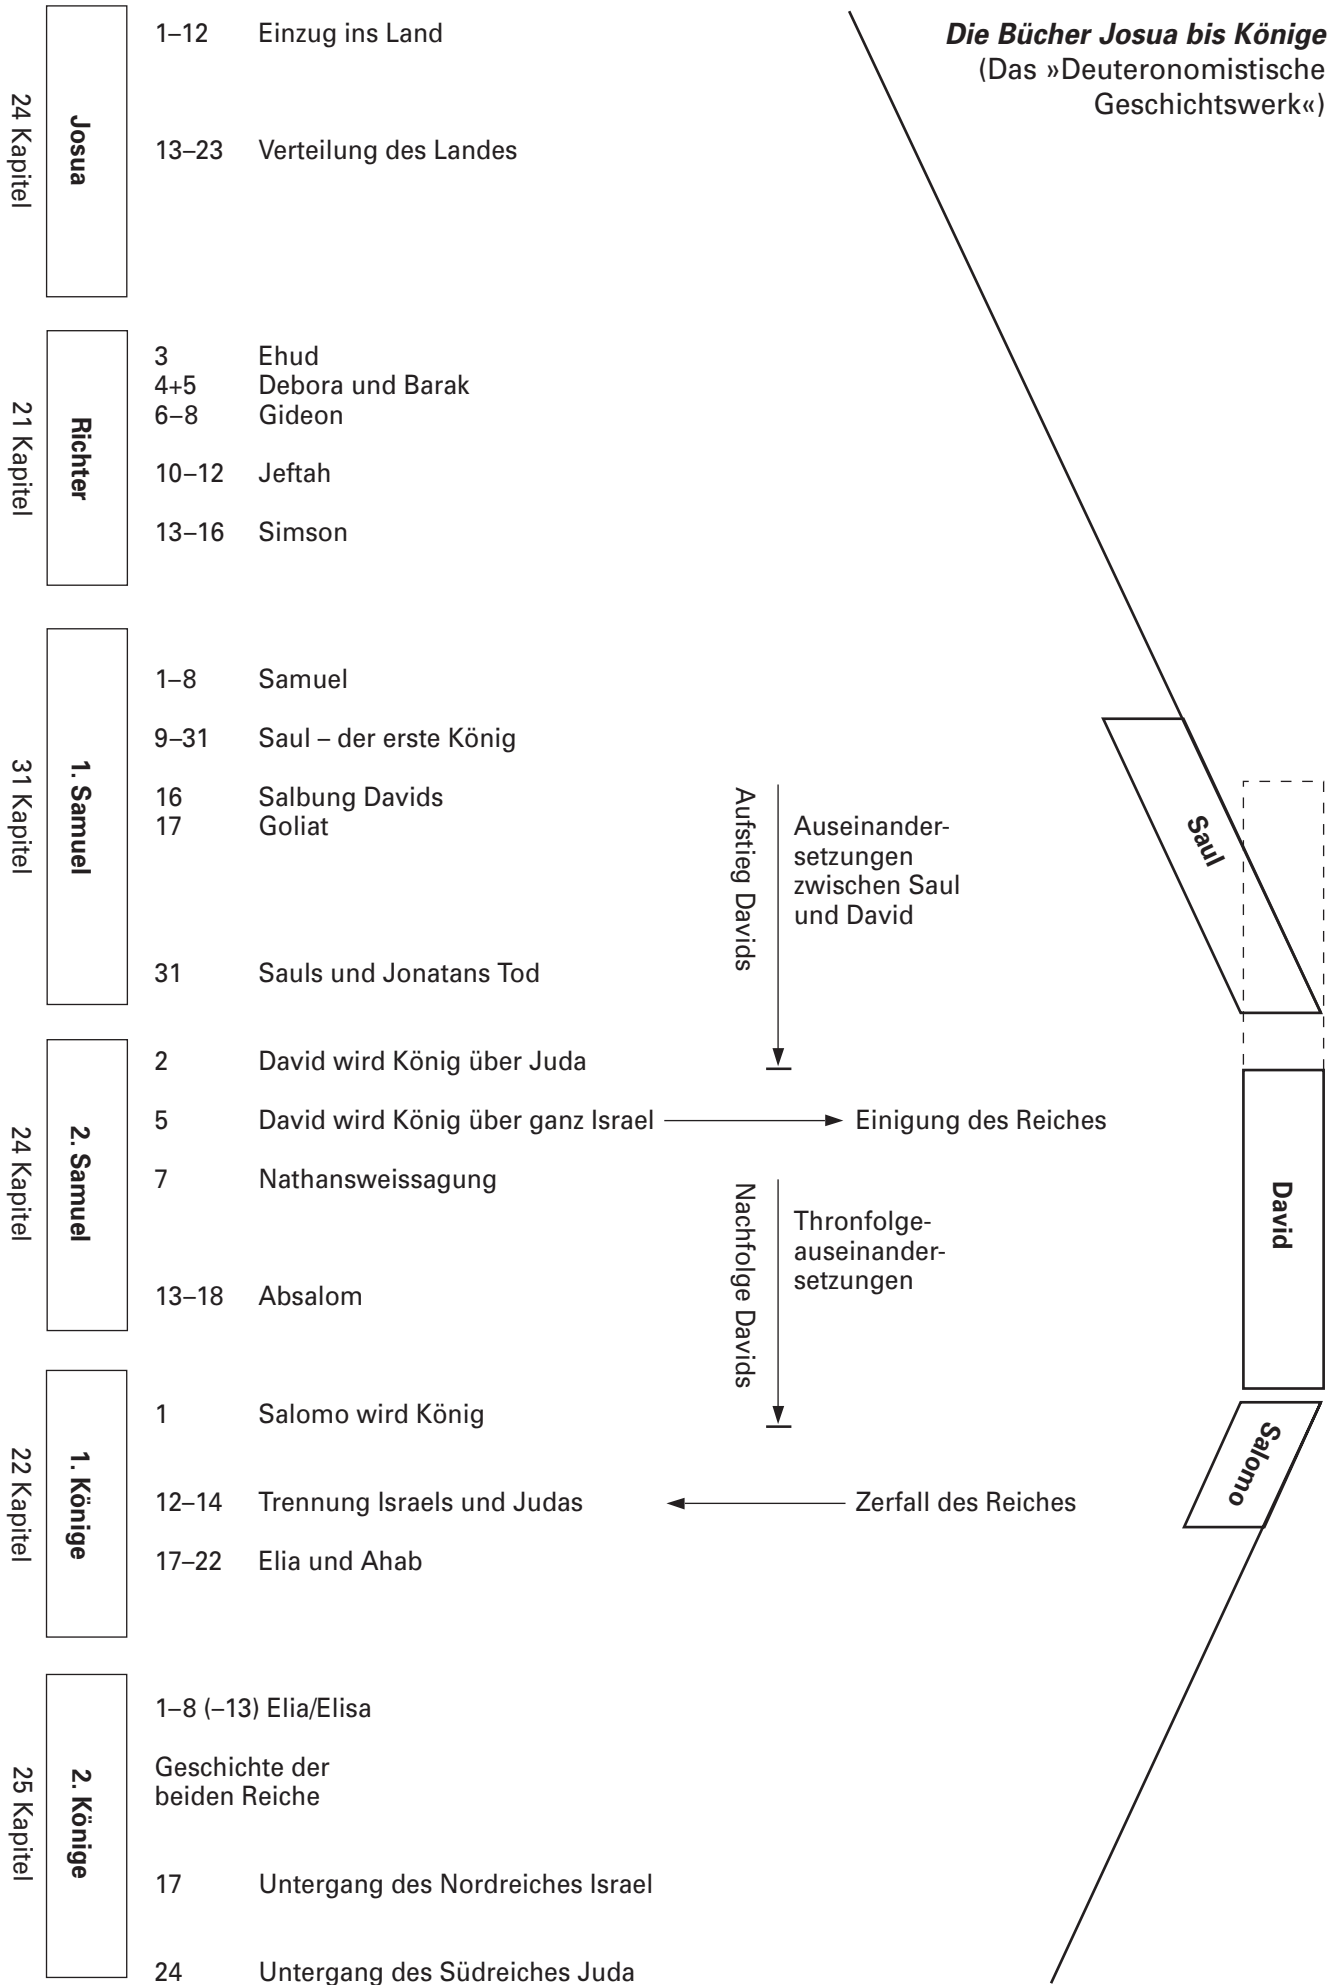 Die Bücher Josua bis Könige
(Das »Deuteronomistische
Geschichtswerk«)
24 Kapitel
Josua
1–12 Einzug ins Land
13–23 Verteilung des Landes
21 Kapitel
Richter
3 Ehud
4+5 Debora und Barak
6–8 Gideon
10–12 Jeftah
13–16 Simson
31 Kapitel
1. Samuel
1–8 Samuel
9–31 Saul – der erste König
16 Salbung Davids
17 Goliat
31 Sauls und Jonatans Tod
Aufstieg Davids
Auseinander-
setzungen
zwischen Saul
und David
Saul
24 Kapitel
2. Samuel
2 David wird König über Juda
5 David wird König über ganz Israel
Einigung des Reiches
7 Nathansweissagung
13–18 Absalom
Nachfolge Davids
Thronfolge-
auseinander-
setzungen
David
22 Kapitel
1. Könige
1 Salomo wird König
12–14 Trennung Israels und Judas
Zerfall des Reiches
17–22 Elia und Ahab
Salomo
25 Kapitel
2. Könige
1–8 (–13) Elia/Elisa
Geschichte der
beiden Reiche
17 Untergang des Nordreiches Israel
24 Untergang des Südreiches Juda